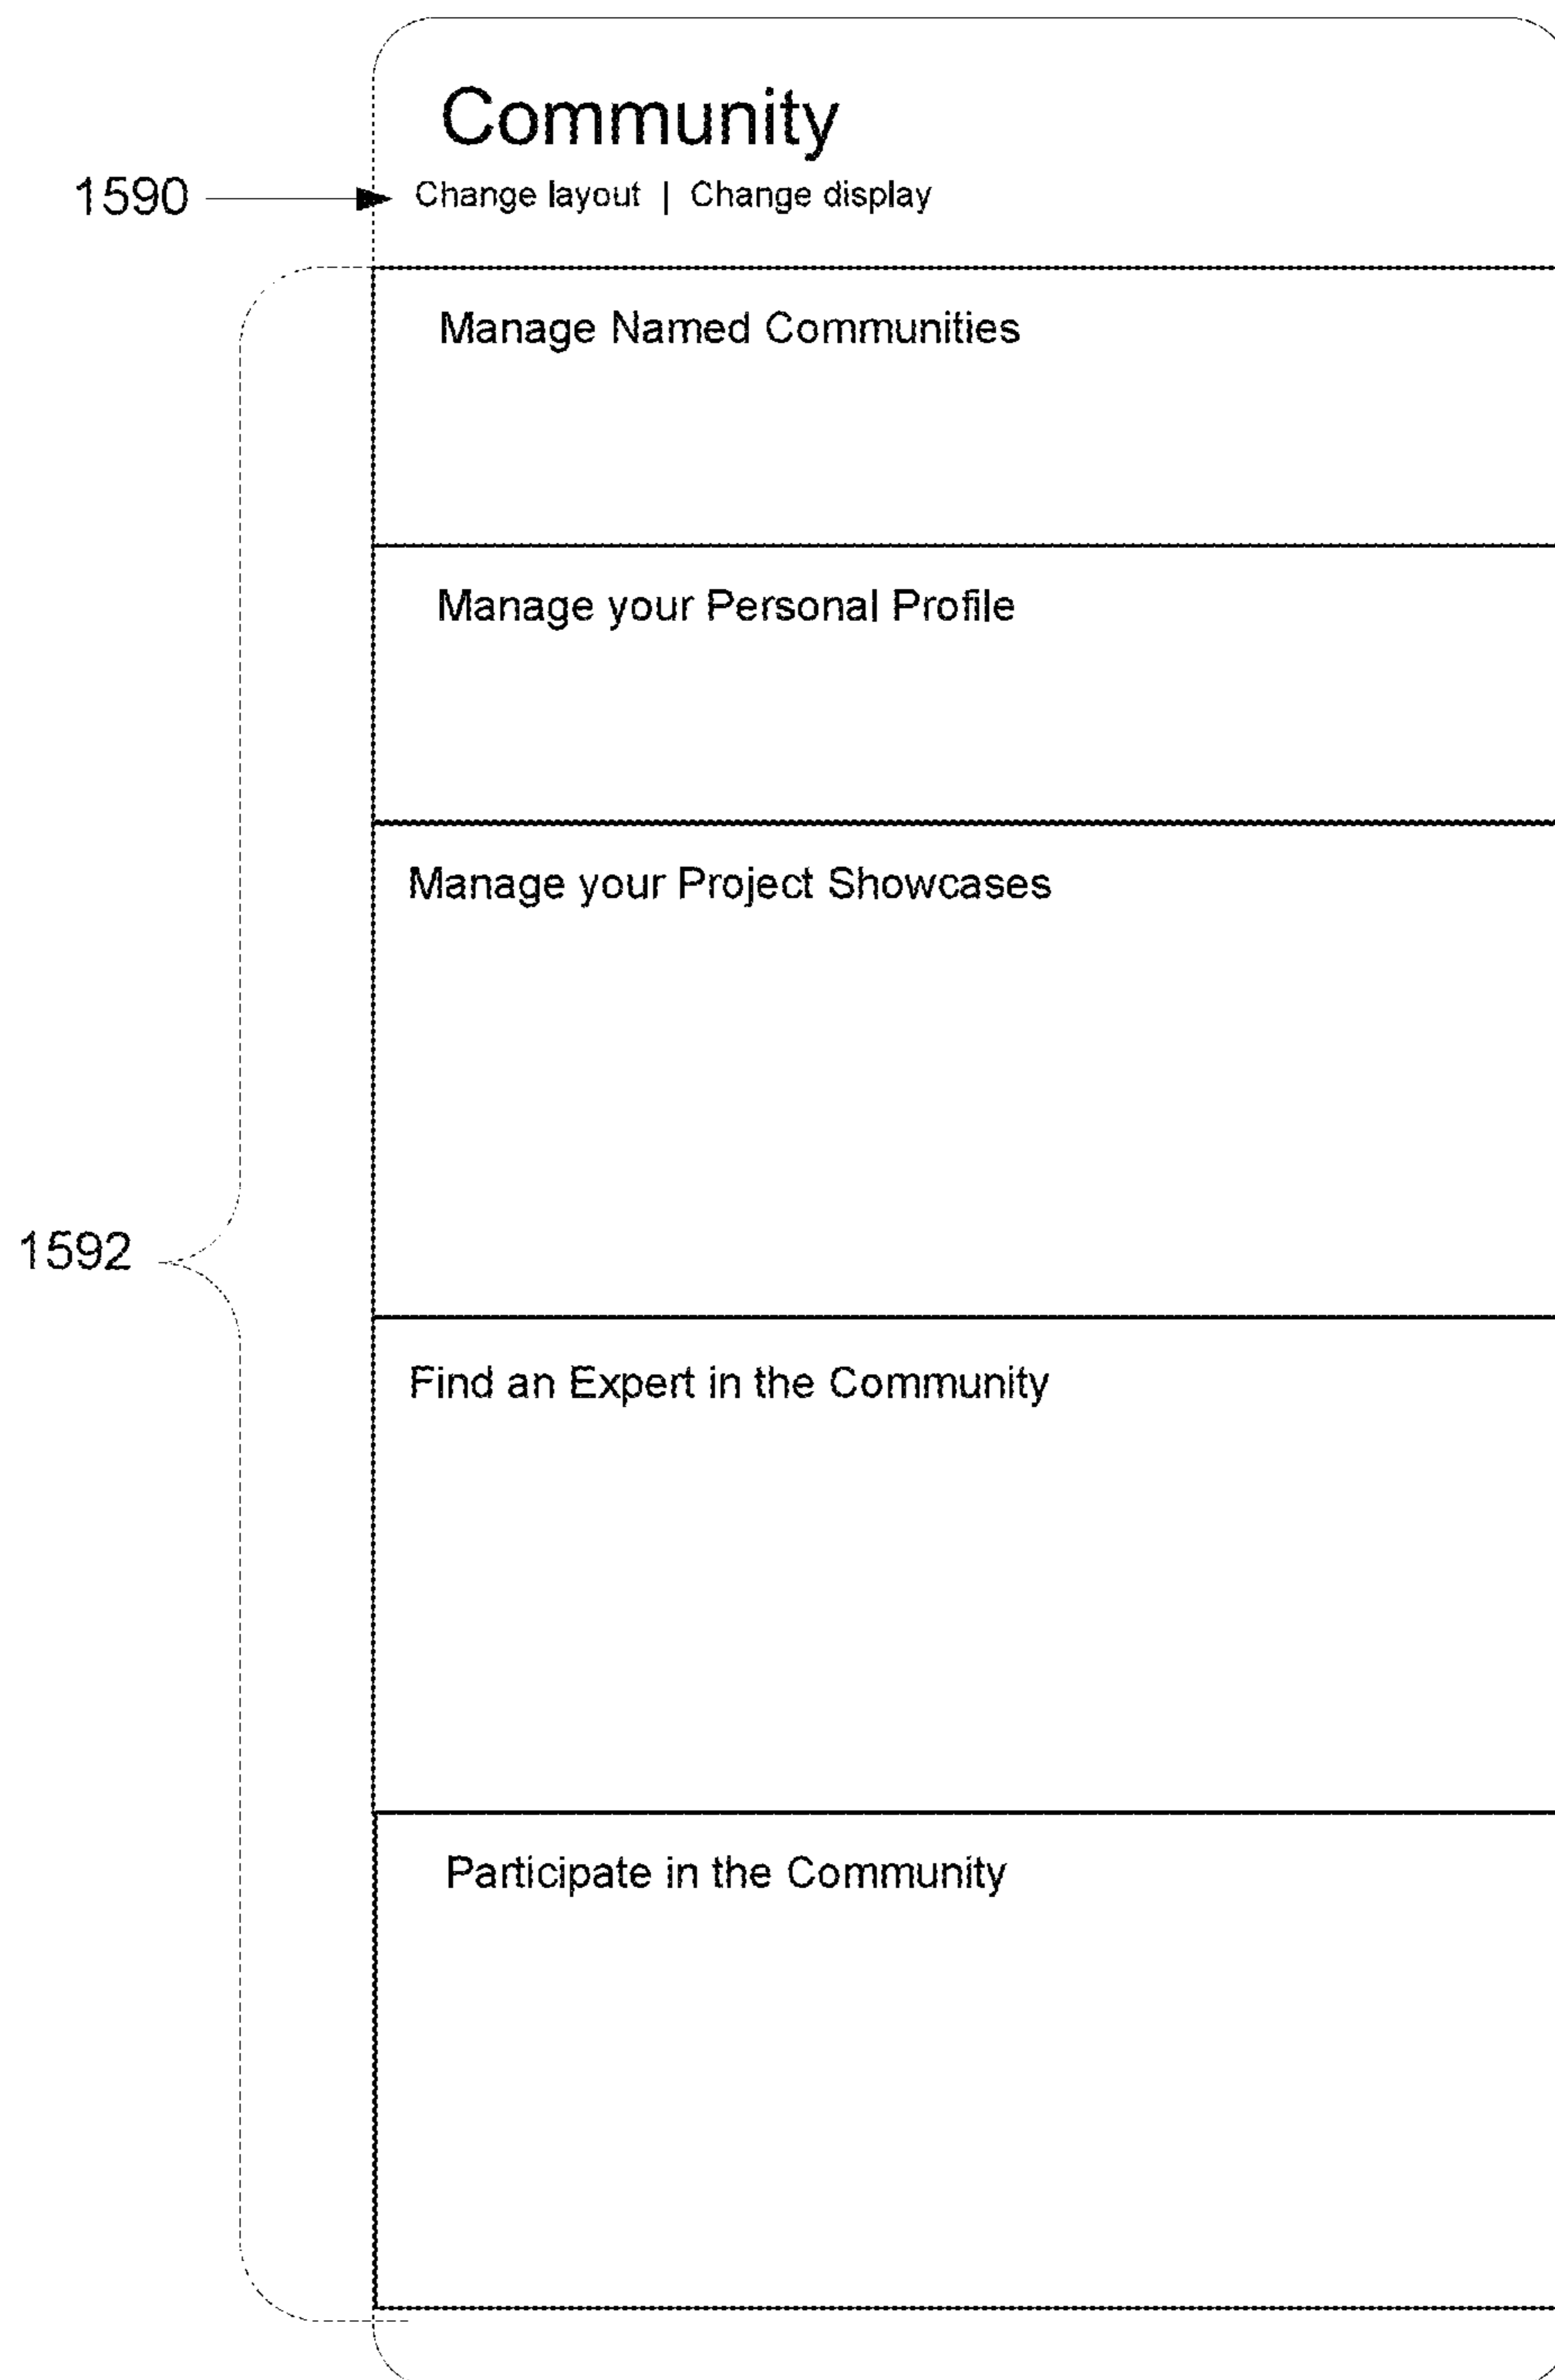 Community
1590
Change layout | Change display
Manage Named Communities
Manage your Personal Profile
Manage your Project Showcases
1592
Find an Expert in the Community
Participate in the Community